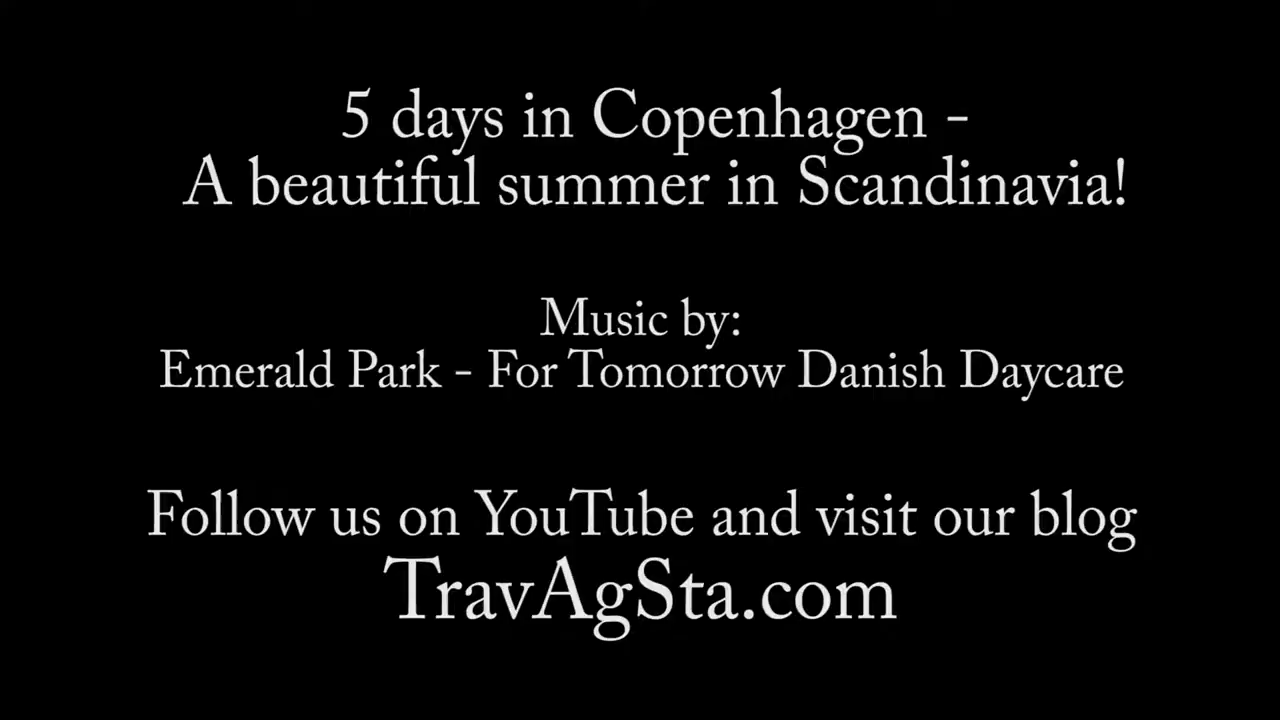 5 days in Copenhagen -
A beautiful summer in Scandinavia!
Music by:
Emerald Park - For Tomorrow Danish Daycare
Follow us on YouTube and visit our blog
TravAgSta.com